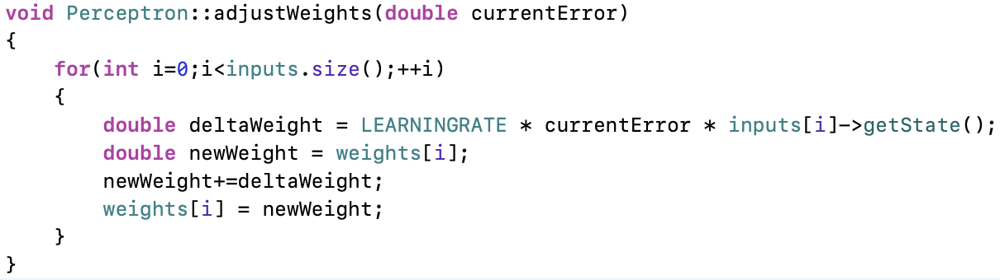 void Perceptron::adjustWeights(double currentError)
{
    for(int i=0;i<inputs.size();++i)
    {
        double deltaWeight = LEARNINGRATE * currentError * inputs[i]->getState();
        double newWeight = weights[i];
        newWeight+=deltaWeight;
        weights[i] = newWeight;
    }
}